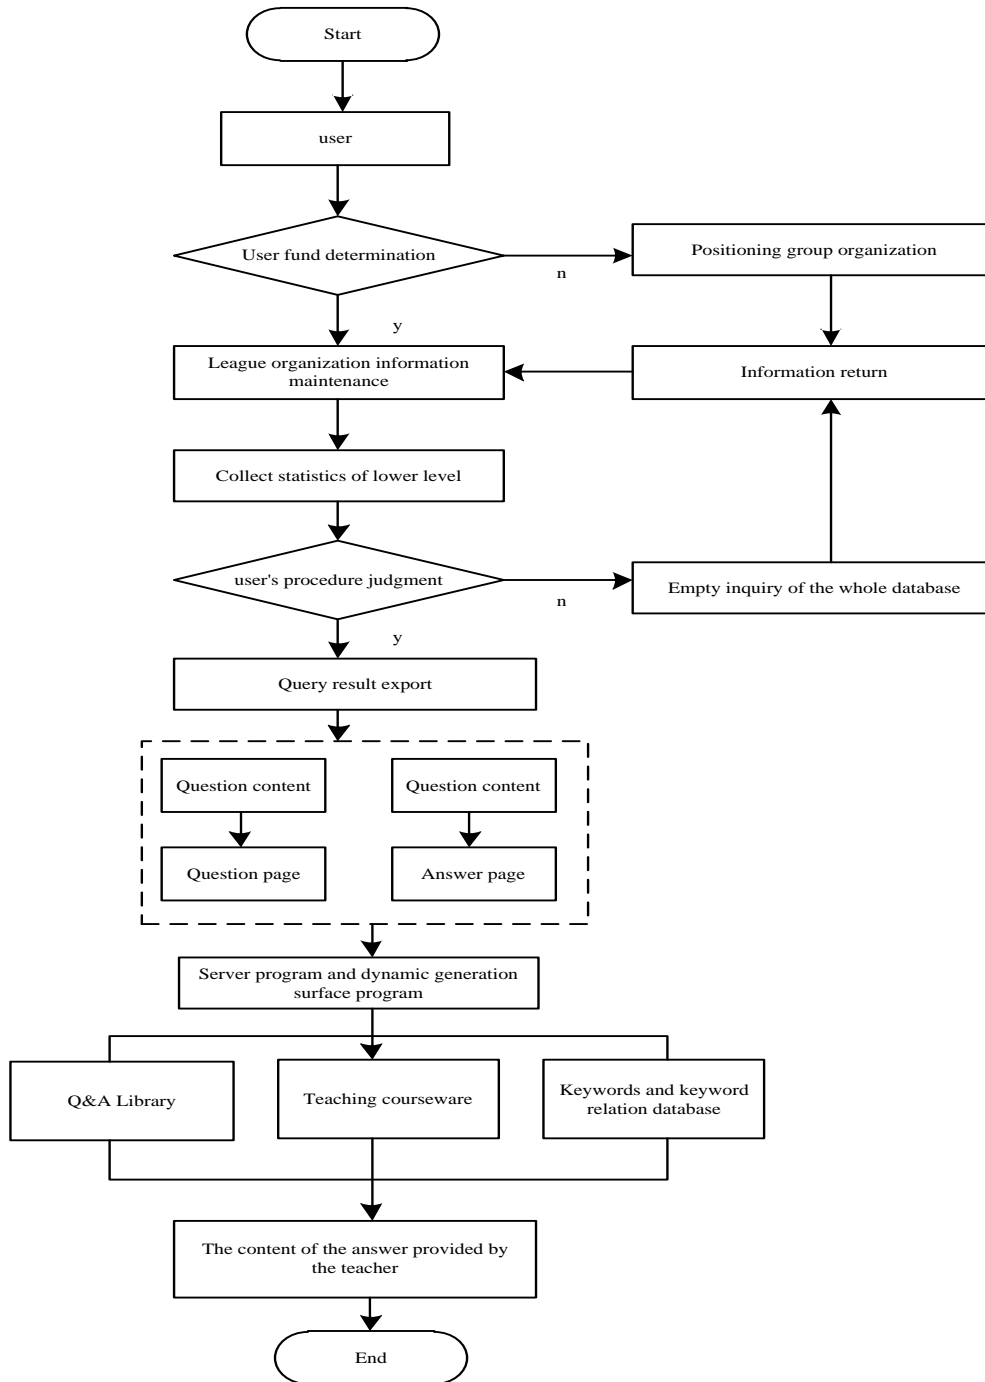 Start
user
User fund determination
n
Positioning group organization
y
League organization information
maintenance
Information return
Collect statistics of lower level
user's procedure judgment
n
Empty inquiry of the whole database
y
Query result export
Question content
Question content
Question page
Answer page
Server program and dynamic generation
surface program
Q&A Library
Teaching courseware
Keywords and keyword
relation database
The content of the answer provided by
the teacher
End